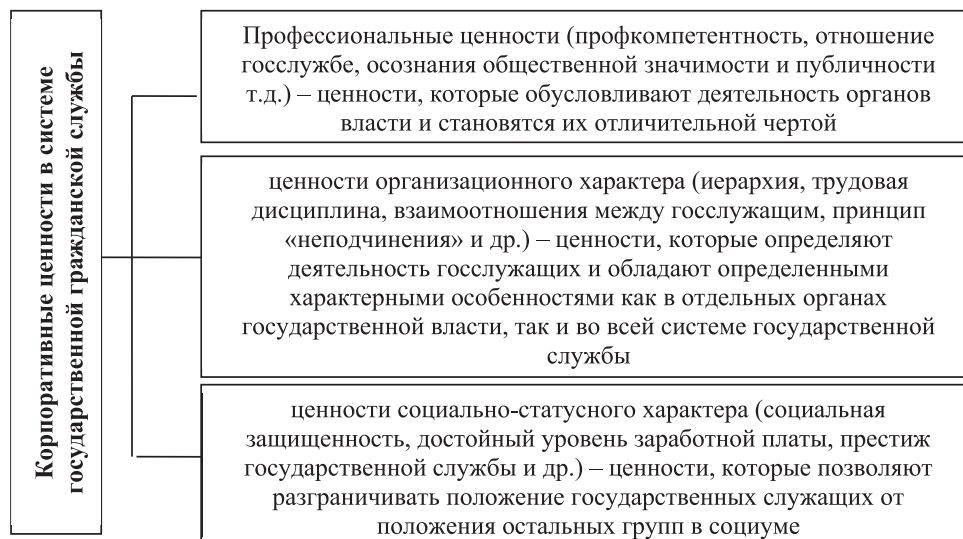 Корпоративные ценности в системе
государственной гражданской службы
Профессиональные ценности (профкомпетентность, отношение
госслужбе, осознания общественной значимости и публичности
т.д.) – ценности, которые обусловливают деятельность органов
власти и становятся их отличительной чертой
ценности организационного характера (иерархия, трудовая
дисциплина, взаимоотношения между госслужащим, принцип
«неподчинения» и др.) – ценности, которые определяют
деятельность госслужащих и обладают определенными
характерными особенностями как в отдельных органах
государственной власти, так и во всей системе государственной
службы
ценности социально-статусного характера (социальная
защищенность, достойный уровень заработной платы, престиж
государственной службы и др.) – ценности, которые позволяют
разграничивать положение государственных служащих от
положения остальных групп в социуме